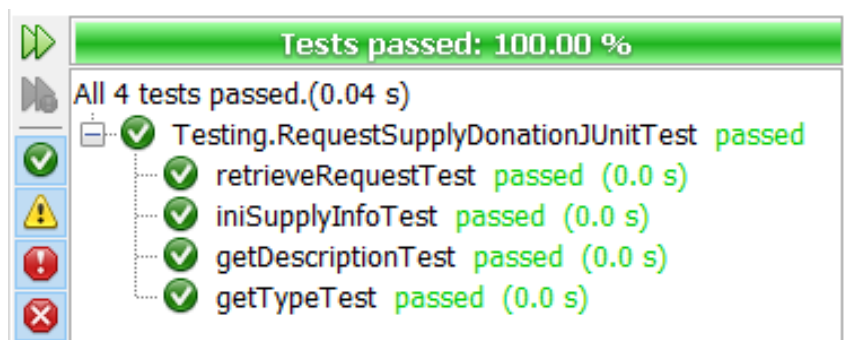 Tests passed: 100.00 %
All 4 tests passed.(0.04 s)
Testing.RequestSupplyDonationJUnitTest passed
retrieveRequestTest passed (0.0 s)
iniSupplyInfoTest passed (0.0 s)
getDescriptionTest passed (0.0 s)
getTypeTest passed (0.0 s)